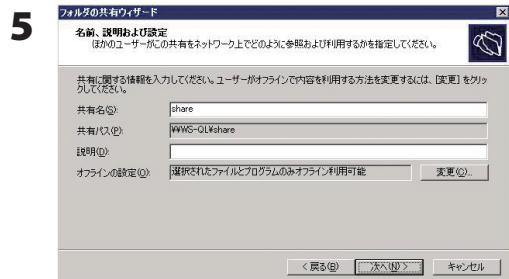 5
フォルダの共有ウィザード
名前、説明および設定
ほかのユーザーがこの共有をネットワーク上でどのように参照および利用するかを指定してください。
共有に関する情報を入力してください。ユーザーがオフラインで内容を利用する方法を変更するには、[変更] をクリッ
クしてください。
共有名(S): share
共有パス(P): ¥¥WS-QL¥share
説明(D):
オフラインの設定(O): 選択されたファイルとプログラムのみオフライン利用可能 変更(C)...
< 戻る(B) 次へ(N) > キャンセル